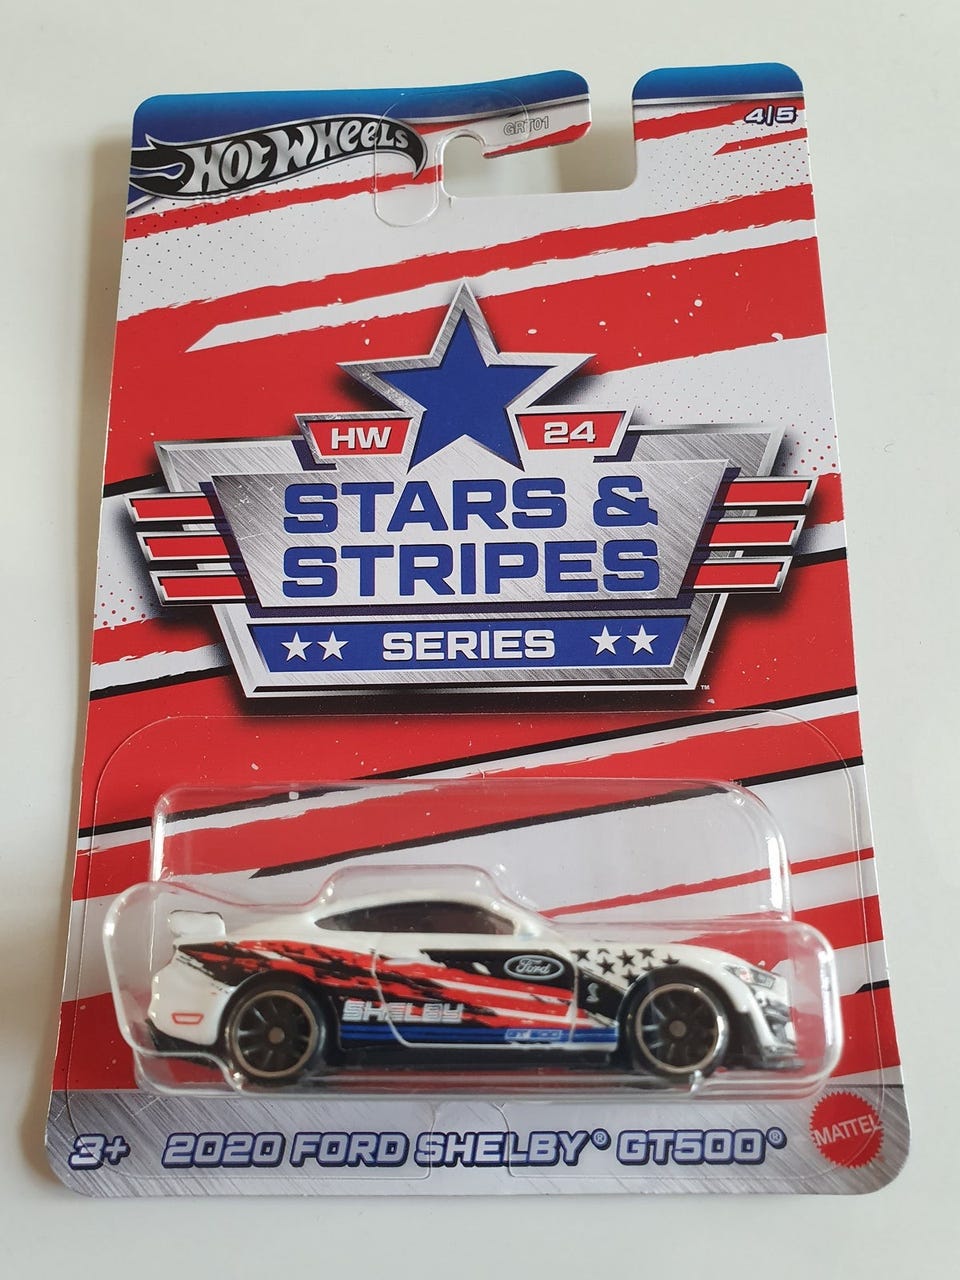 HOT WHEELS
GRT01
4|5
HW
24
STARS &
STRIPES
SERIES
™
Ford
SHELBY
GT500
3+
2020 FORD SHELBY® GT500®
MATTEL